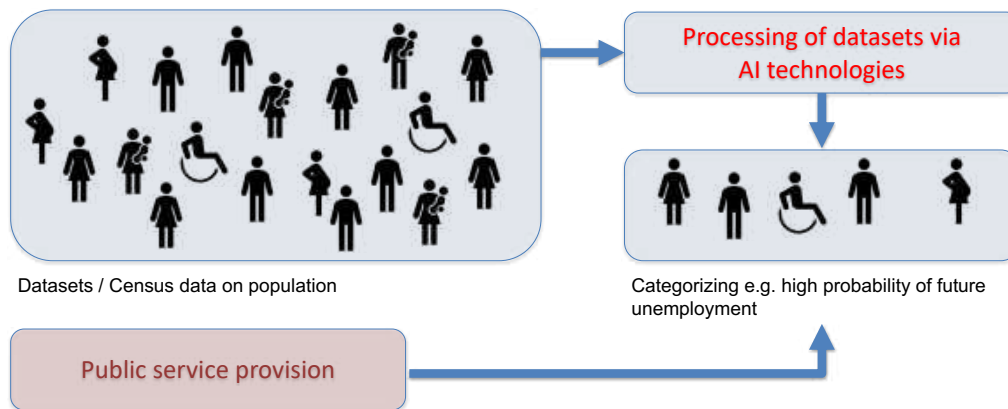 Processing of datasets via
AI technologies
Datasets / Census data on population
Categorizing e.g. high probability of future
unemployment
Public service provision